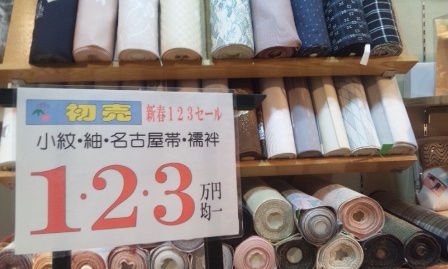 初売 新春123セール
小紋・紬・名古屋帯・襦袢
1・2・3万円均一